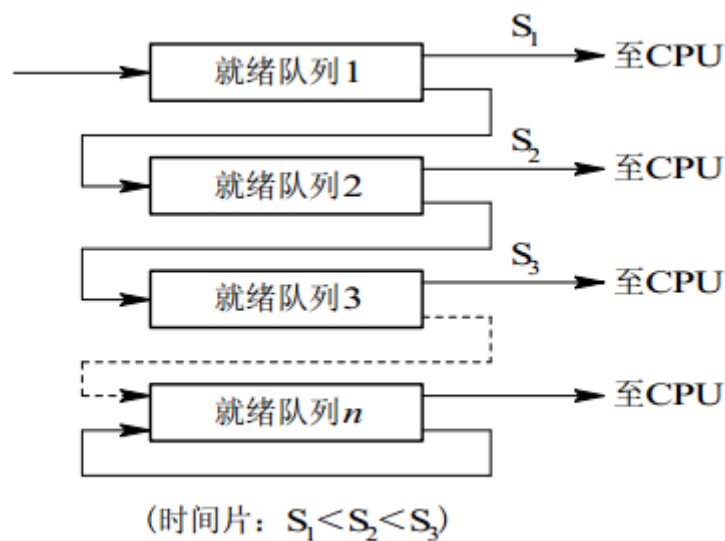 S₁
就绪队列1 至CPU
S₂
就绪队列2 至CPU
S₃
就绪队列3 至CPU
就绪队列n 至CPU
(时间片：S₁＜S₂＜S₃)